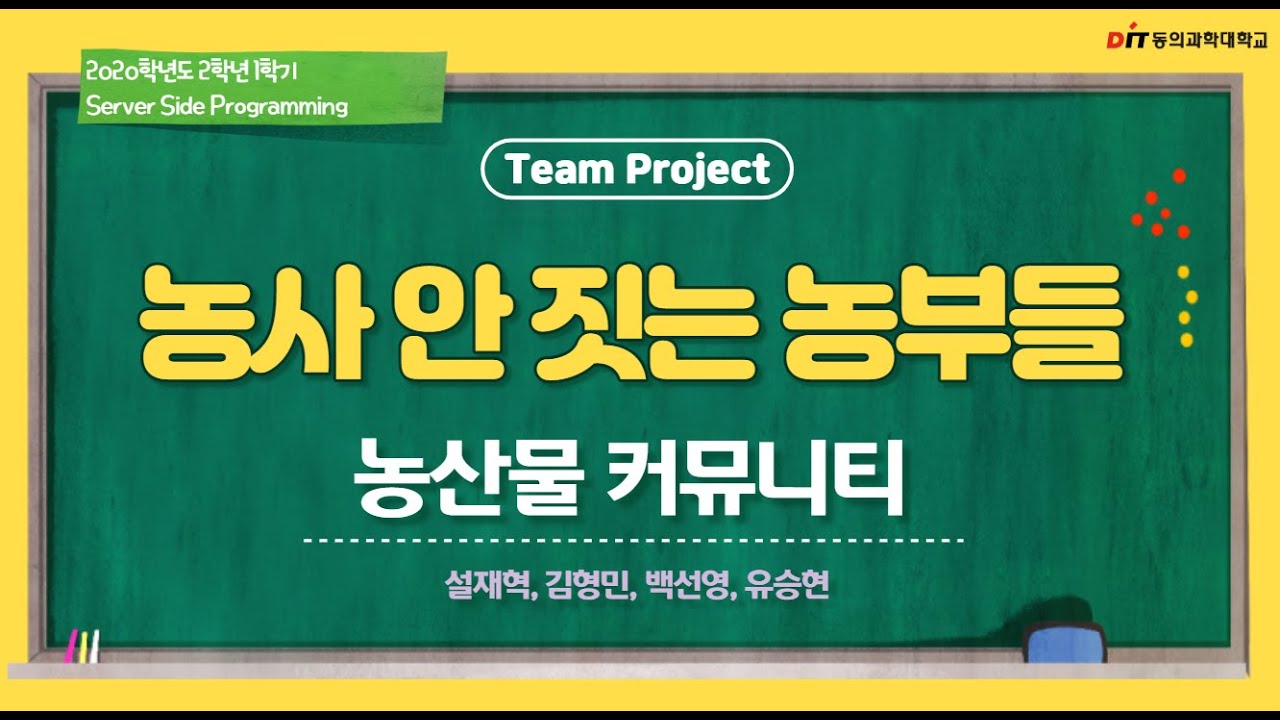 DIT 동의과학대학교
2020학년도 2학년 1학기
Server Side Programming
Team Project
농사 안 짓는 농부들
농산물 커뮤니티
설재혁, 김형민, 백선영, 유승현